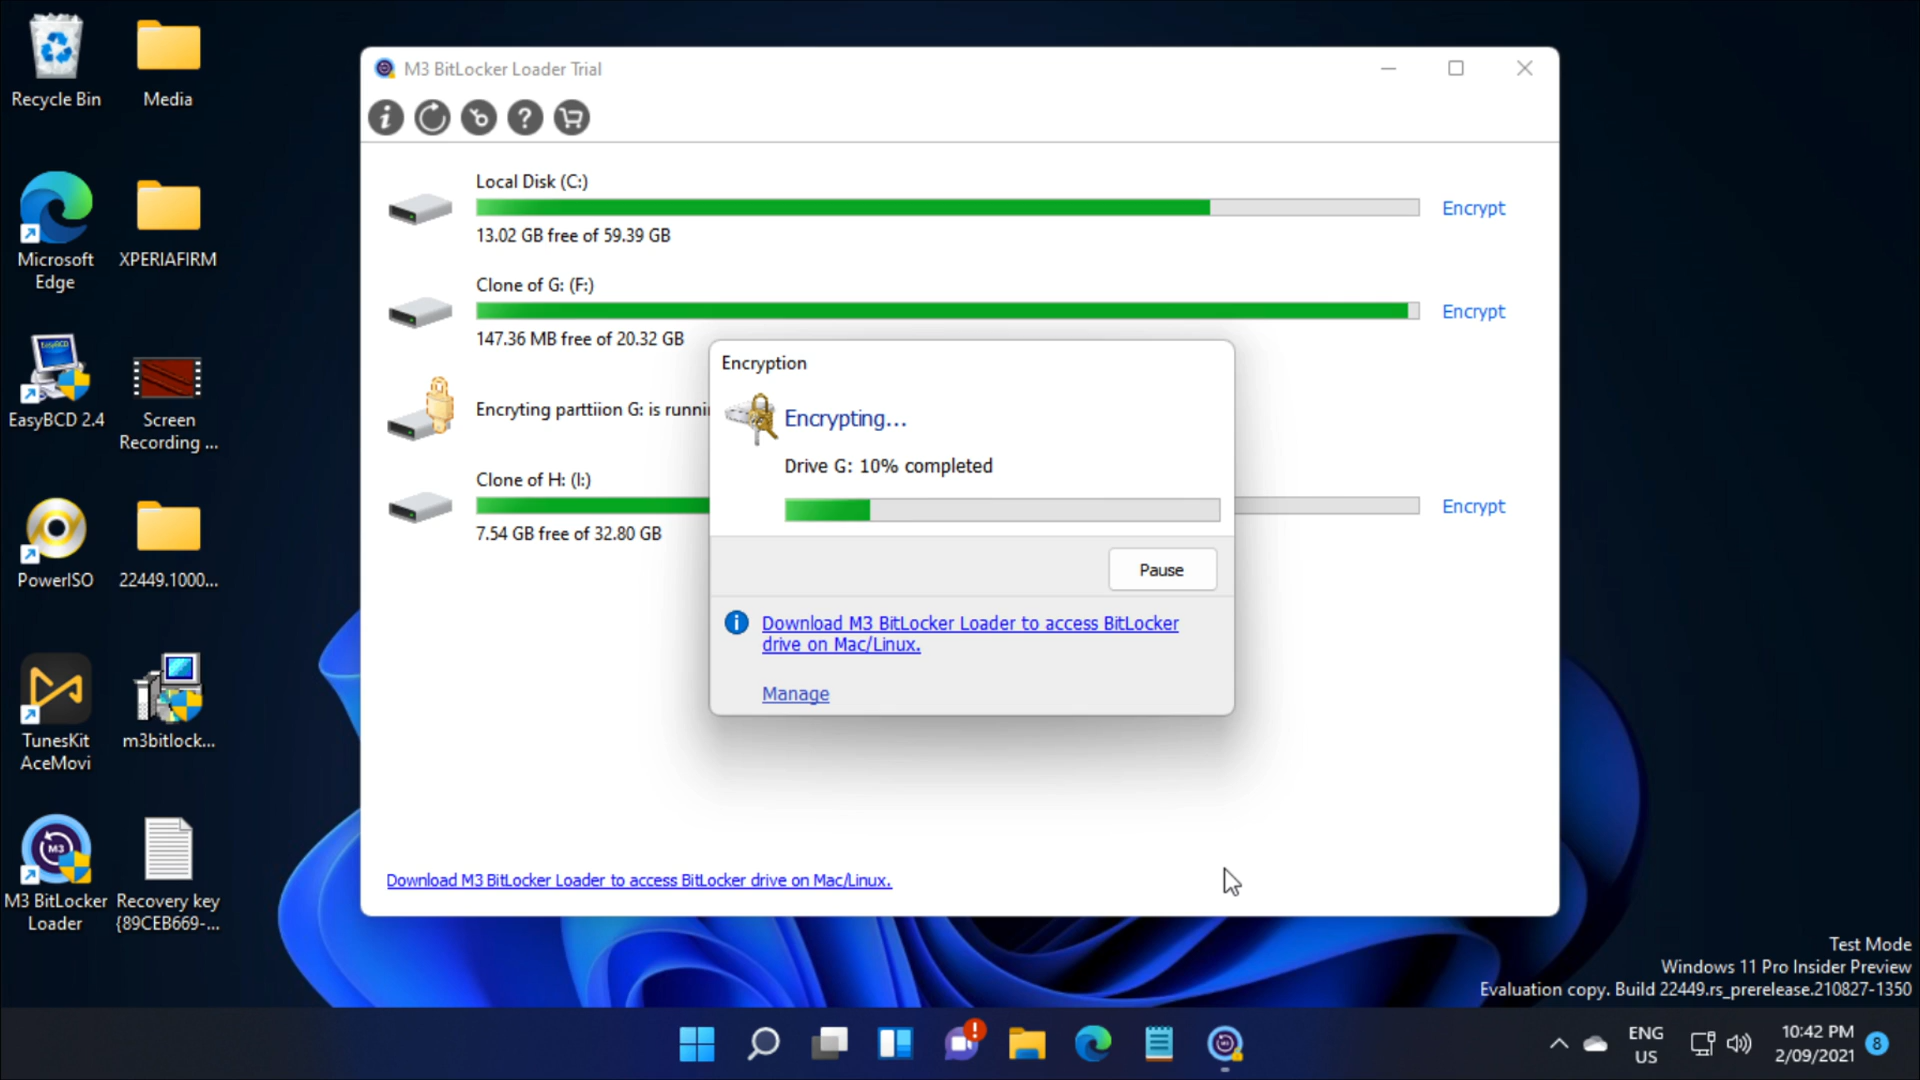 Recycle Bin
Media
Microsoft
Edge
XPERIAFIRM
EasyBCD 2.4
Screen
Recording ...
PowerISO
22449.1000...
TunesKit
AceMovi
m3bitlock...
M3 BitLocker
Loader
Recovery key
{89CEB669-...
M3 BitLocker Loader Trial
Local Disk (C:)
Encrypt
13.02 GB free of 59.39 GB
Clone of G: (F:)
Encrypt
147.36 MB free of 20.32 GB
Encryting parttiion G: is runni
Clone of H: (I:)
Encrypt
7.54 GB free of 32.80 GB
Encryption
Encrypting...
Drive G: 10% completed
Pause
Download M3 BitLocker Loader to access BitLocker
drive on Mac/Linux.
Manage
Download M3 BitLocker Loader to access BitLocker drive on Mac/Linux.
Test Mode
Windows 11 Pro Insider Preview
Evaluation copy. Build 22449.rs_prerelease.210827-1350
ENG
US
10:42 PM
2/09/2021
8